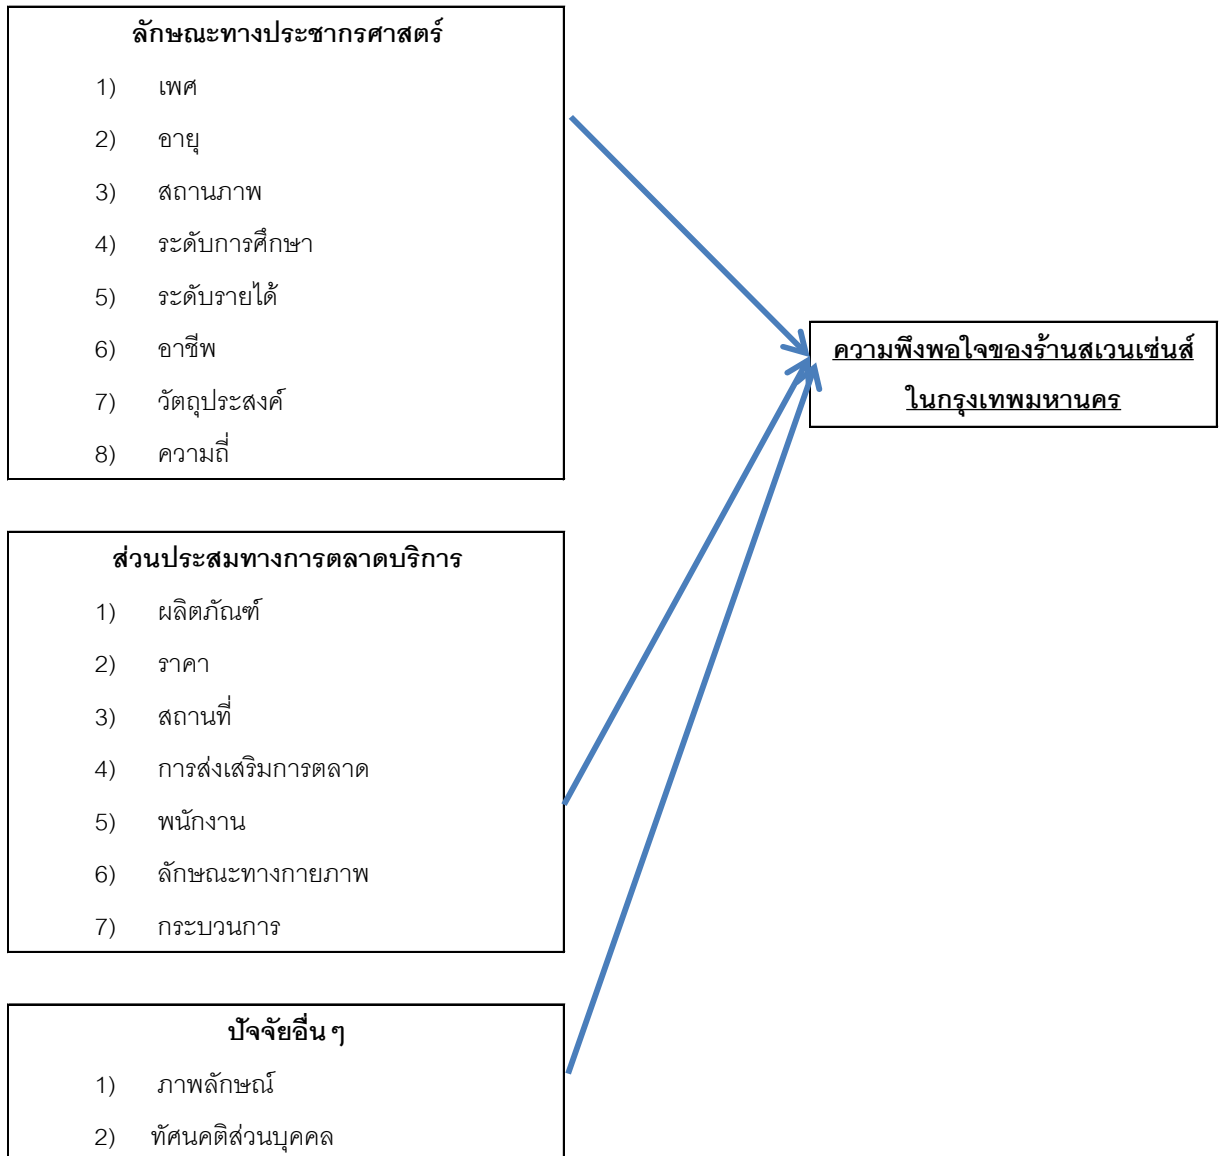 ลักษณะทางประชากรศาสตร์
1) เพศ
2) อายุ
3) สถานภาพ
4) ระดับการศึกษา
5) ระดับรายได้
6) อาชีพ
7) วัตถุประสงค์
8) ความถี่
ความพึงพอใจของร้านสเวนเซ่นส์
ในกรุงเทพมหานคร
ส่วนประสมทางการตลาดบริการ
1) ผลิตภัณฑ์
2) ราคา
3) สถานที่
4) การส่งเสริมการตลาด
5) พนักงาน
6) ลักษณะทางกายภาพ
7) กระบวนการ
ปัจจัยอื่น ๆ
1) ภาพลักษณ์
2) ทัศนคติส่วนบุคคล